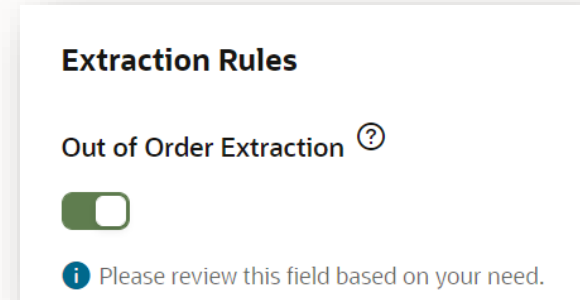 Extraction Rules
Out of Order Extraction ?
i Please review this field based on your need.